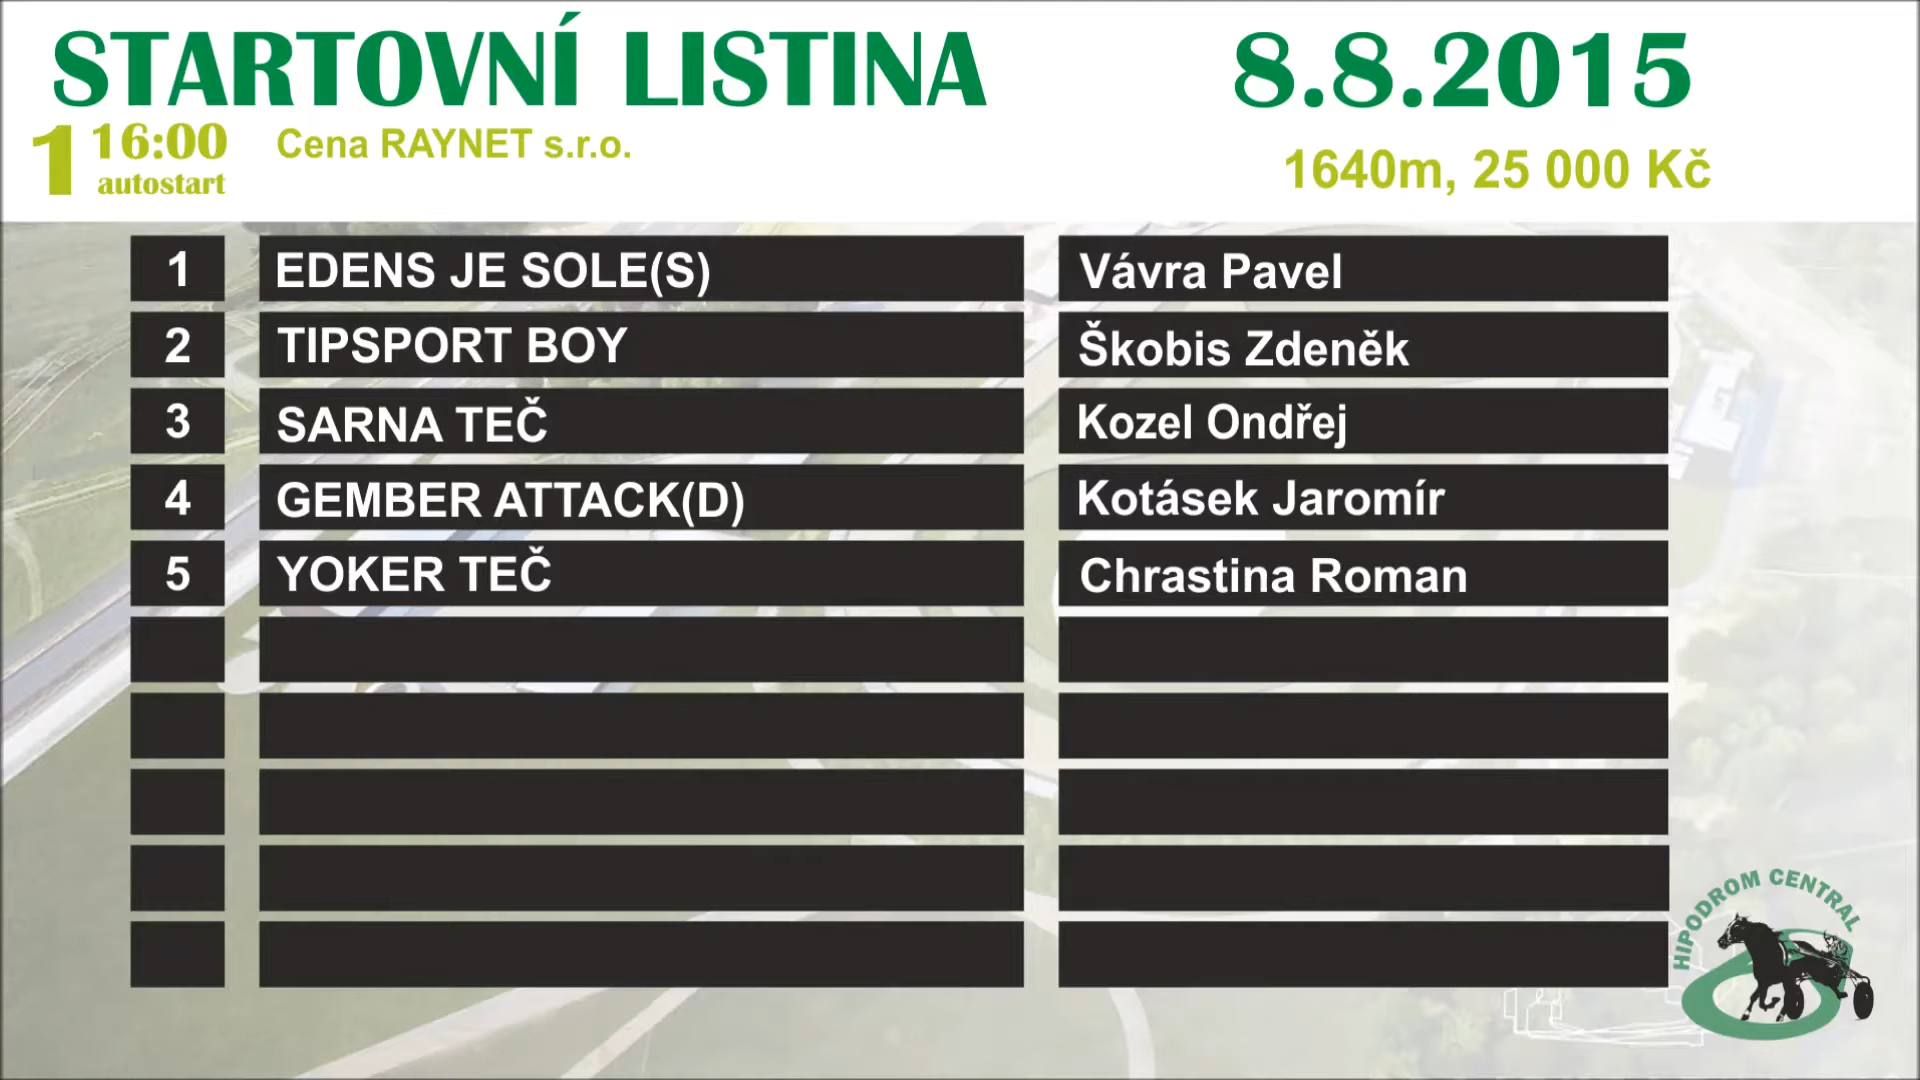 STARTOVNÍ LISTINA 8.8.2015
1 16:00 Cena RAYNET s.r.o.
autostart 1640m, 25 000 Kč
1 EDENS JE SOLE(S) Vávra Pavel
2 TIPSPORT BOY Škobis Zdeněk
3 SARNA TEČ Kozel Ondřej
4 GEMBER ATTACK(D) Kotásek Jaromír
5 YOKER TEČ Chrastina Roman
HIPODROM CENTRAL